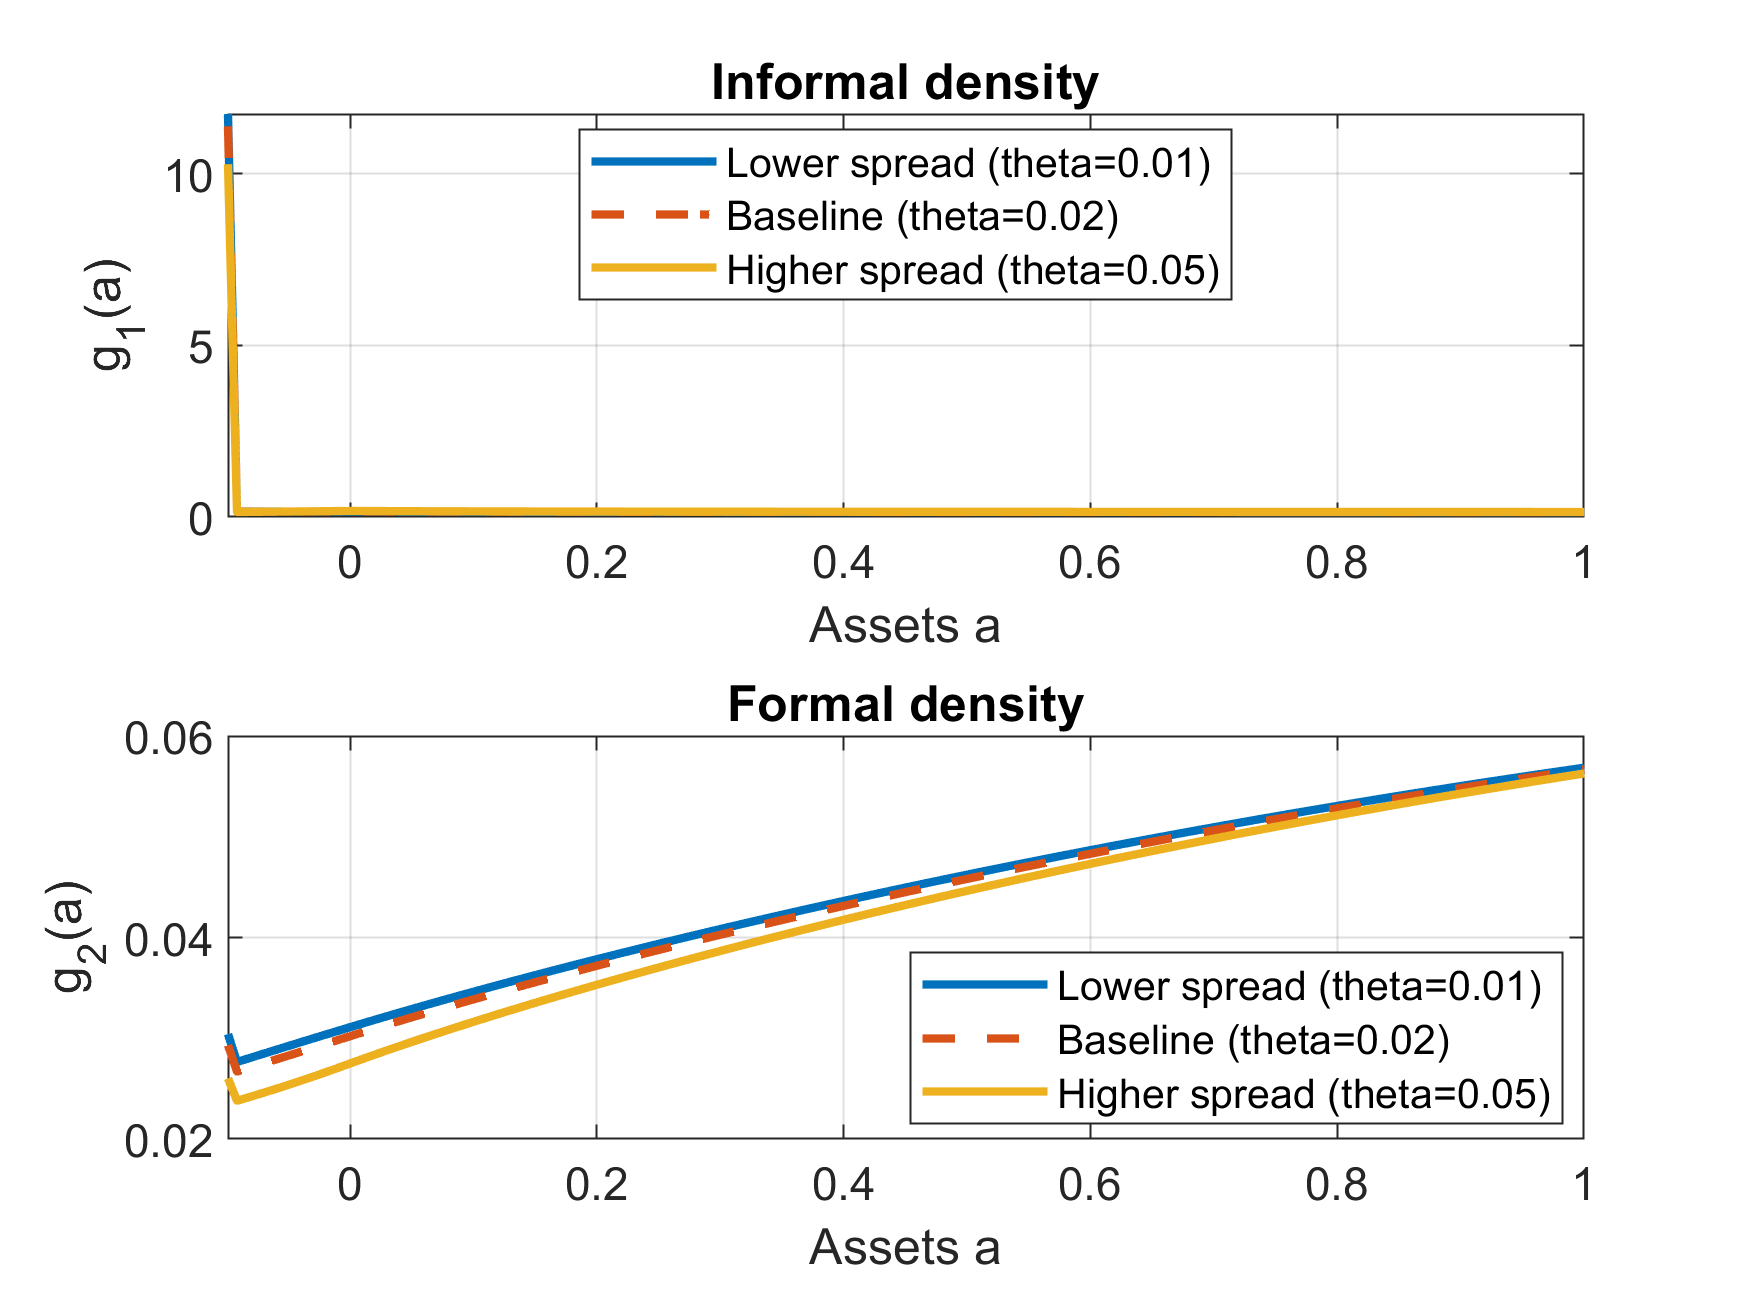 Informal density
Lower spread (theta=0.01)
Baseline (theta=0.02)
Higher spread (theta=0.05)
g1(a)
10
5
0
0 0.2 0.4 0.6 0.8 1
Assets a
Formal density
0.06
0.04
0.02
g2(a)
Lower spread (theta=0.01)
Baseline (theta=0.02)
Higher spread (theta=0.05)
0 0.2 0.4 0.6 0.8 1
Assets a